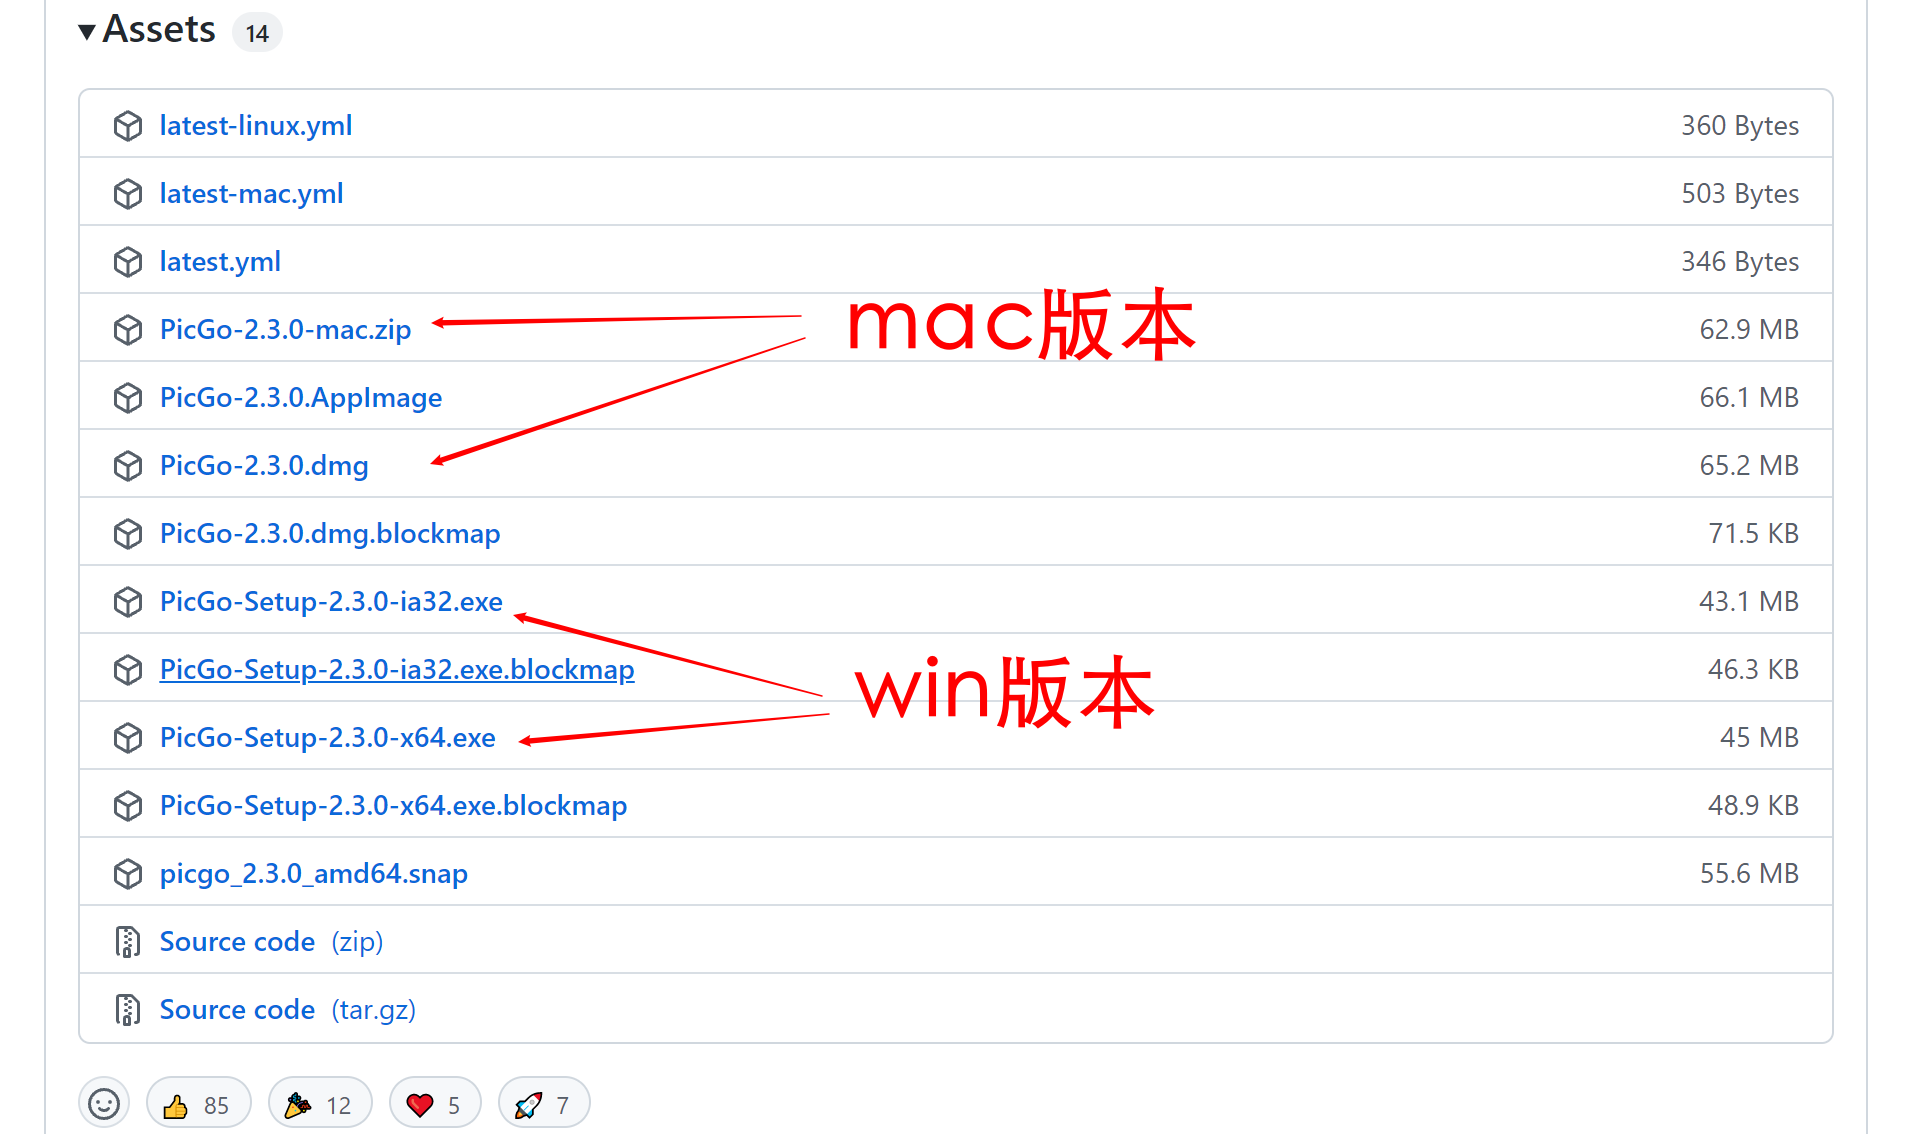 Assets 14
latest-linux.yml 360 Bytes
latest-mac.yml 503 Bytes
latest.yml 346 Bytes
mac版本
PicGo-2.3.0-mac.zip 62.9 MB
PicGo-2.3.0.AppImage 66.1 MB
PicGo-2.3.0.dmg 65.2 MB
PicGo-2.3.0.dmg.blockmap 71.5 KB
PicGo-Setup-2.3.0-ia32.exe 43.1 MB
PicGo-Setup-2.3.0-ia32.exe.blockmap 46.3 KB
win版本
PicGo-Setup-2.3.0-x64.exe 45 MB
PicGo-Setup-2.3.0-x64.exe.blockmap 48.9 KB
picgo_2.3.0_amd64.snap 55.6 MB
Source code (zip)
Source code (tar.gz)
85 12 5 7